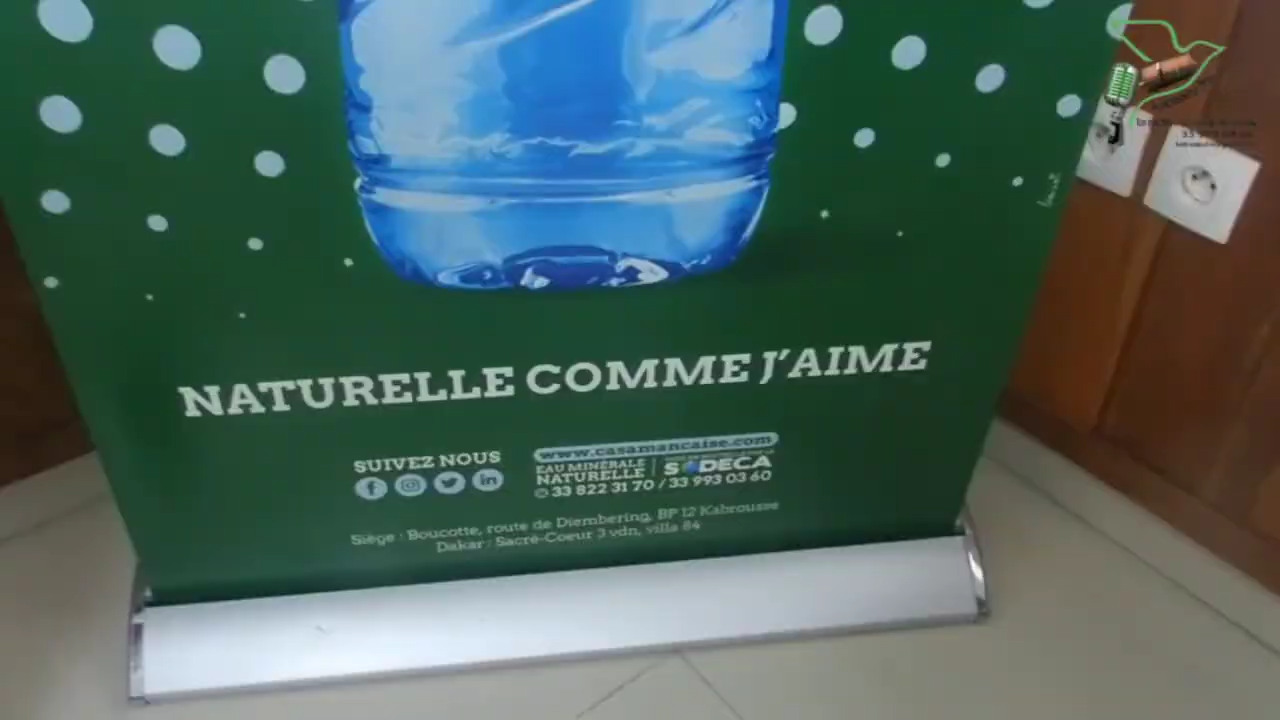 NATURELLE COMME J'AIME
SUIVEZ NOUS
www.casamancaise.com
EAU MINÉRALE
NATURELLE
SODECA
33 822 31 70 / 33 993 03 60
Siège : Boucotte, route de Diembering, BP 12 Kabrousse
Dakar : Sacré-Coeur 3 vdn, villa 84